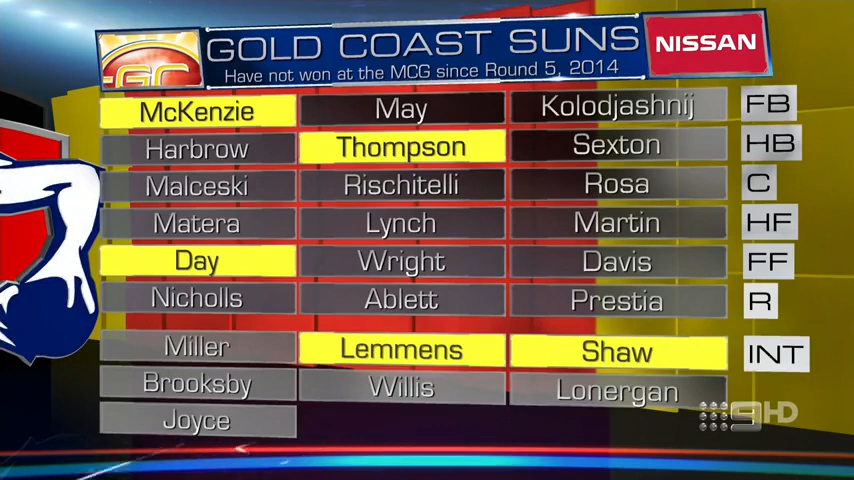 GC GOLD COAST SUNS NISSAN
Have not won at the MCG since Round 5, 2014
McKenzie May Kolodjashnij FB
Harbrow Thompson Sexton HB
Malceski Rischitelli Rosa C
Matera Lynch Martin HF
Day Wright Davis FF
Nicholls Ablett Prestia R
Miller Lemmens Shaw INT
Brooksby Willis Lonergan
Joyce
9HD